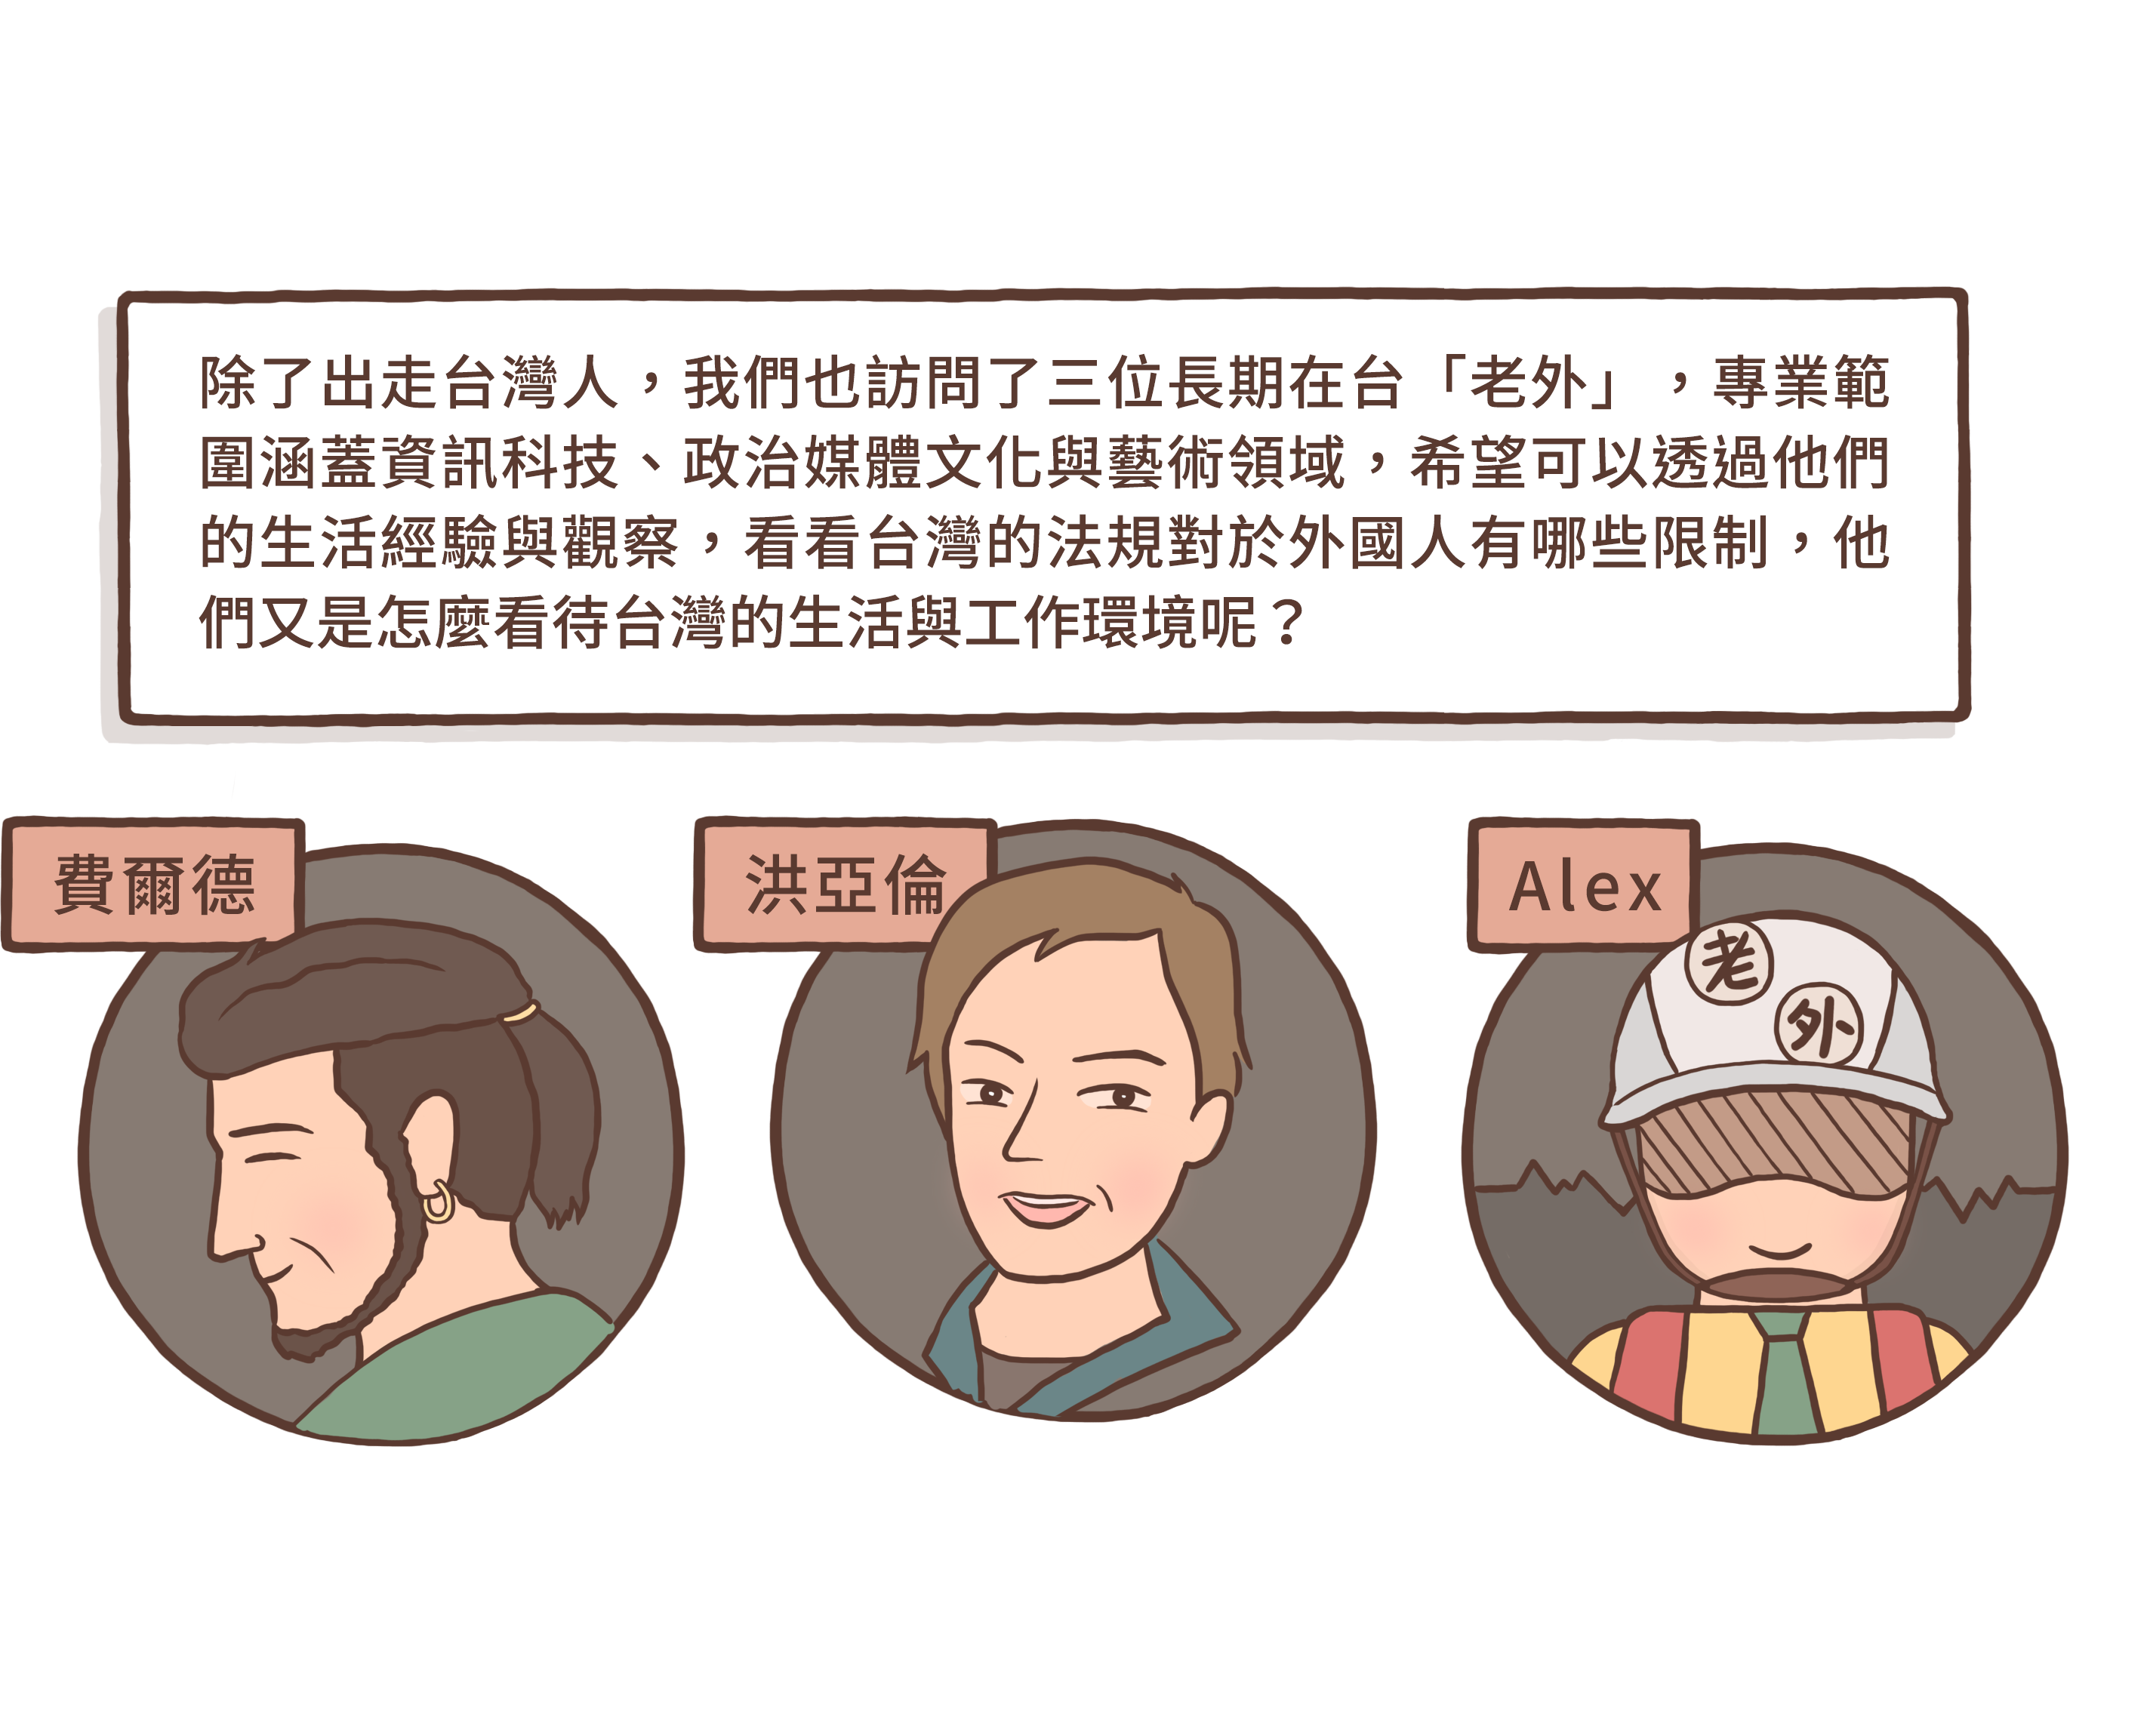 除了出走台灣人，我們也訪問了三位長期在台「老外」，專業範
圍涵蓋資訊科技、政治媒體文化與藝術領域，希望可以透過他們
的生活經驗與觀察，看看台灣的法規對於外國人有哪些限制，他
們又是怎麼看待台灣的生活與工作環境呢？
賽爾德
洪亞倫
Alex
老
外